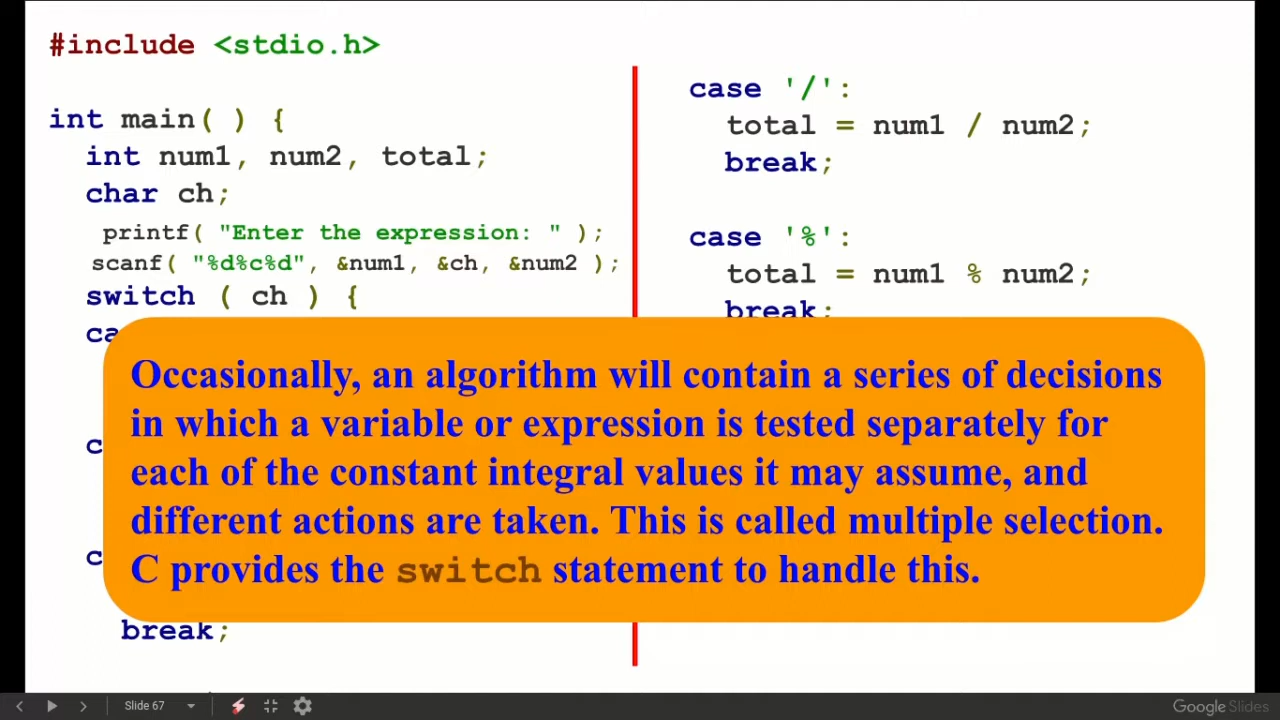 #include <stdio.h>
int main( ) {
int num1, num2, total;
char ch;
printf( "Enter the expression: " );
scanf( "%d%c%d", &num1, &ch, &num2 );
switch ( ch ) {
break;
case '/':
total = num1 / num2;
break;
case '%':
total = num1 % num2;
break;
Occasionally, an algorithm will contain a series of decisions
in which a variable or expression is tested separately for
each of the constant integral values it may assume, and
different actions are taken. This is called multiple selection.
C provides the switch statement to handle this.
Slide 67
Google Slides